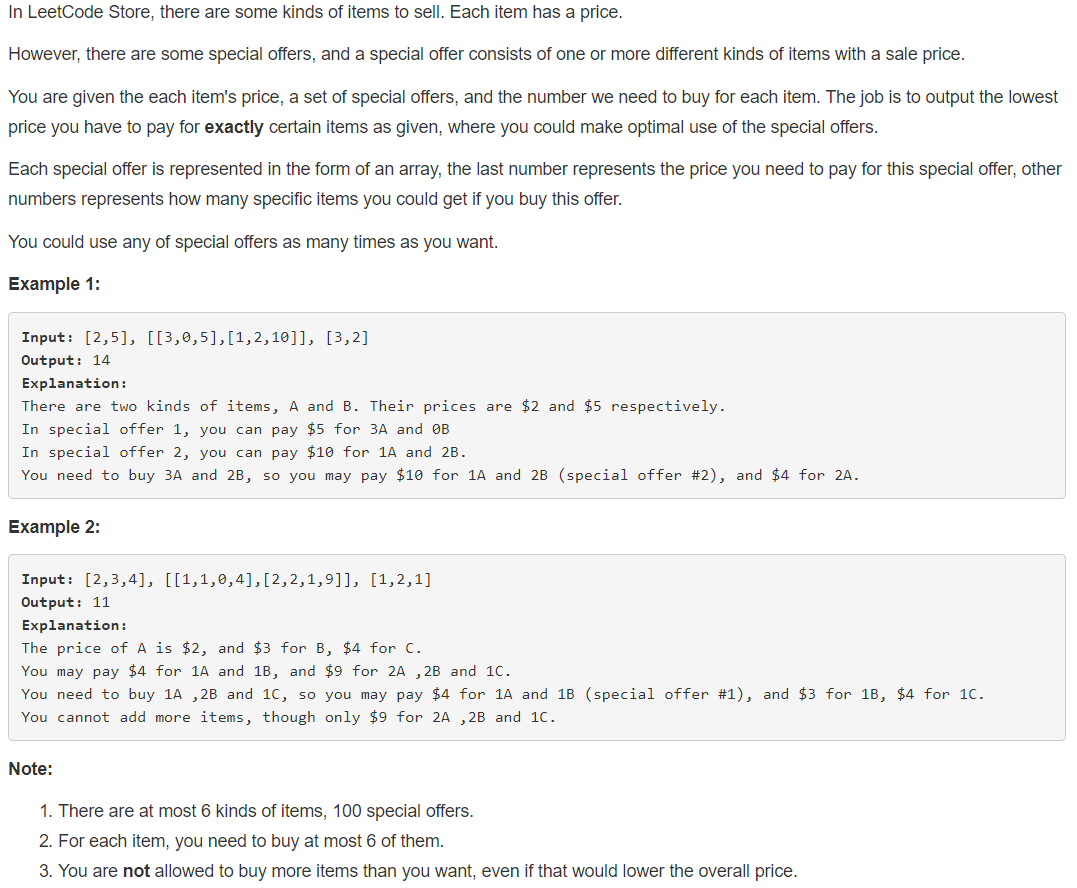 In LeetCode Store, there are some kinds of items to sell. Each item has a price.
However, there are some special offers, and a special offer consists of one or more different kinds of items with a sale price.
You are given the each item's price, a set of special offers, and the number we need to buy for each item. The job is to output the lowest
price you have to pay for exactly certain items as given, where you could make optimal use of the special offers.
Each special offer is represented in the form of an array, the last number represents the price you need to pay for this special offer, other
numbers represents how many specific items you could get if you buy this offer.
You could use any of special offers as many times as you want.
Example 1:
Input: [2,5], [[3,0,5],[1,2,10]], [3,2]
Output: 14
Explanation:
There are two kinds of items, A and B. Their prices are $2 and $5 respectively.
In special offer 1, you can pay $5 for 3A and 0B
In special offer 2, you can pay $10 for 1A and 2B.
You need to buy 3A and 2B, so you may pay $10 for 1A and 2B (special offer #2), and $4 for 2A.
Example 2:
Input: [2,3,4], [[1,1,0,4],[2,2,1,9]], [1,2,1]
Output: 11
Explanation:
The price of A is $2, and $3 for B, $4 for C.
You may pay $4 for 1A and 1B, and $9 for 2A ,2B and 1C.
You need to buy 1A ,2B and 1C, so you may pay $4 for 1A and 1B (special offer #1), and $3 for 1B, $4 for 1C.
You cannot add more items, though only $9 for 2A ,2B and 1C.
Note:
1. There are at most 6 kinds of items, 100 special offers.
2. For each item, you need to buy at most 6 of them.
3. You are not allowed to buy more items than you want, even if that would lower the overall price.